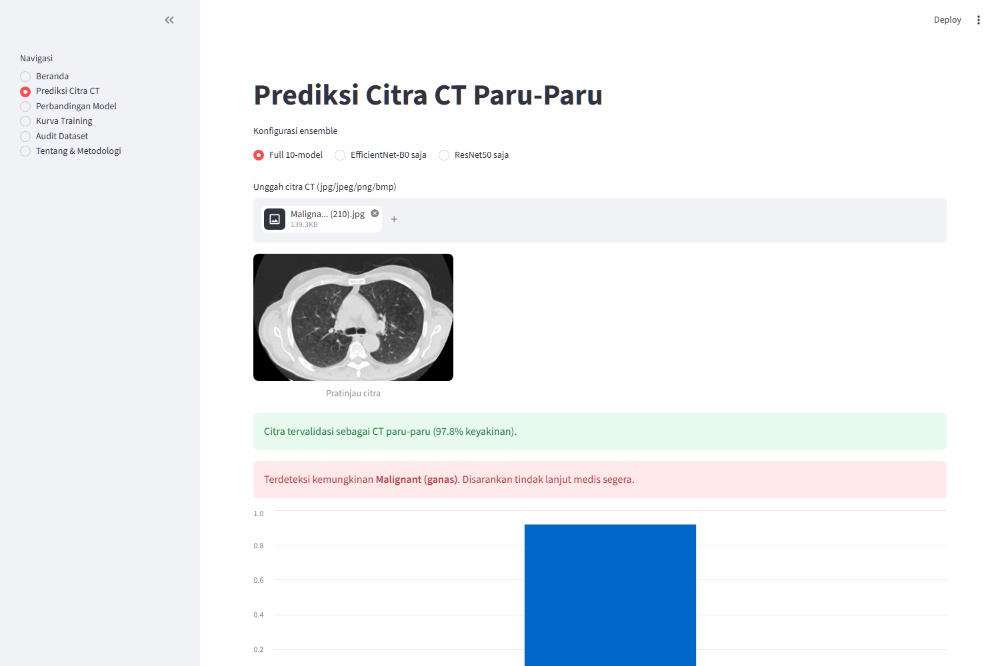 Deploy
Navigasi
Beranda
Prediksi Citra CT
Perbandingan Model
Kurva Training
Audit Dataset
Tentang & Metodologi
Prediksi Citra CT Paru-Paru
Konfigurasi ensemble
Full 10-model
EfficientNet-B0 saja
ResNet50 saja
Unggah citra CT (jpg/jpeg/png/bmp)
Maligna... (210).jpg
139.3KB
Pratinjau citra
Citra tervalidasi sebagai CT paru-paru (97.8% keyakinan).
Terdeteksi kemungkinan Malignant (ganas). Disarankan tindak lanjut medis segera.
1.0
0.8
0.6
0.4
0.2